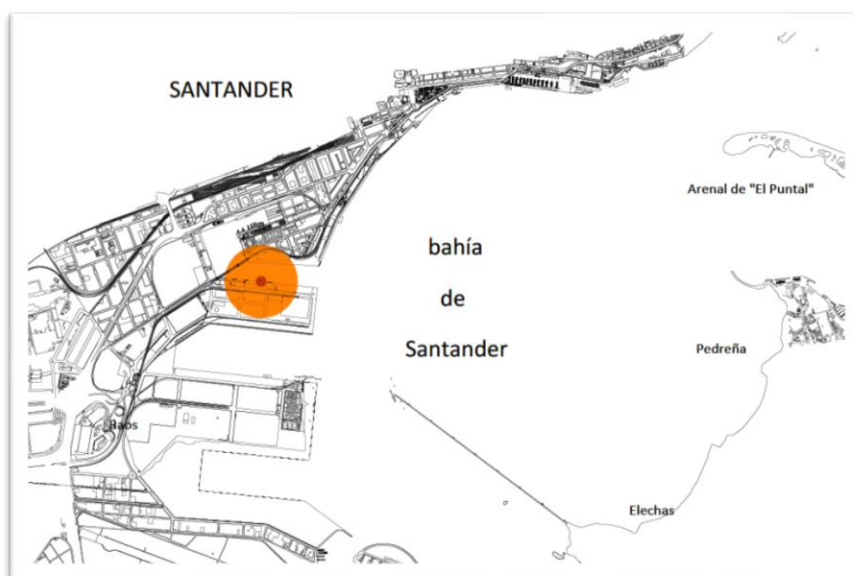 SANTANDER
Arenal de "El Puntal"
bahía
de
Santander
Pedreña
Raos
Elechas